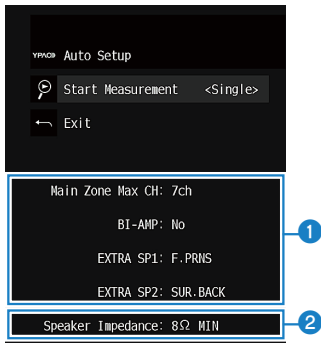 YPAO Auto Setup
Start Measurement <Single>
Exit
Main Zone Max CH: 7ch
BI-AMP: No
1
EXTRA SP1: F.PRNS
EXTRA SP2: SUR.BACK
Speaker Impedance: 8Ω MIN
2